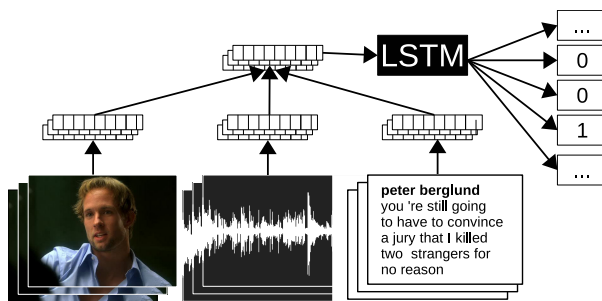 ...
LSTM
0
0
1
...
peter berglund
you 're still going
to have to convince
a jury that I killed
two strangers for
no reason